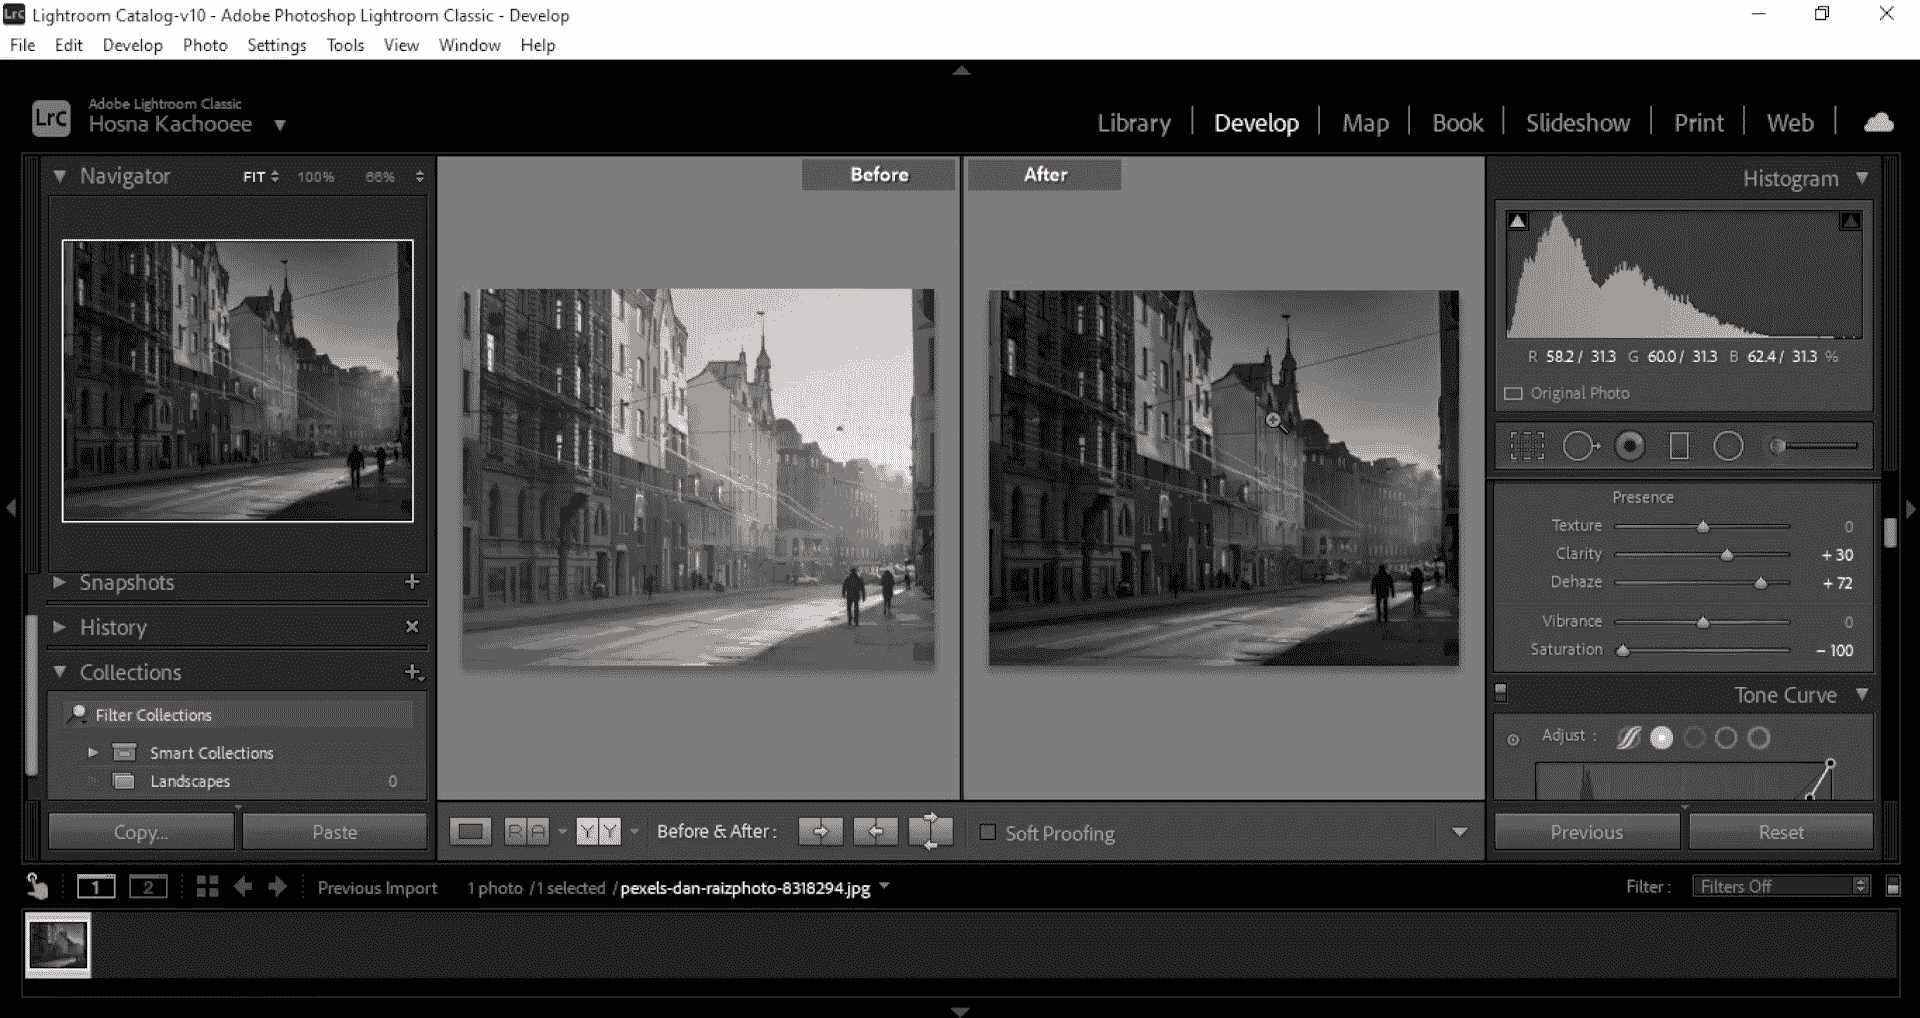 Lrc Lightroom Catalog-v10 - Adobe Photoshop Lightroom Classic - Develop
File Edit Develop Photo Settings Tools View Window Help
LrC
Adobe Lightroom Classic
Hosna Kachooee
Library Develop Map Book Slideshow Print Web
Navigator FIT 100% 66%
Before After
Histogram
R 58.2 / 31.3 G 60.0 / 31.3 B 62.4 / 31.3 %
Original Photo
Presence
Texture 0
Clarity + 30
Dehaze + 72
Vibrance 0
Saturation - 100
Tone Curve
Adjust :
Snapshots
History
Collections
Filter Collections
Smart Collections
Landscapes 0
Copy... Paste
R A Y Y Before & After : Soft Proofing
Previous Reset
1 2 Previous Import 1 photo / 1 selected / pexels-dan-raizphoto-8318294.jpg
Filter : Filters Off